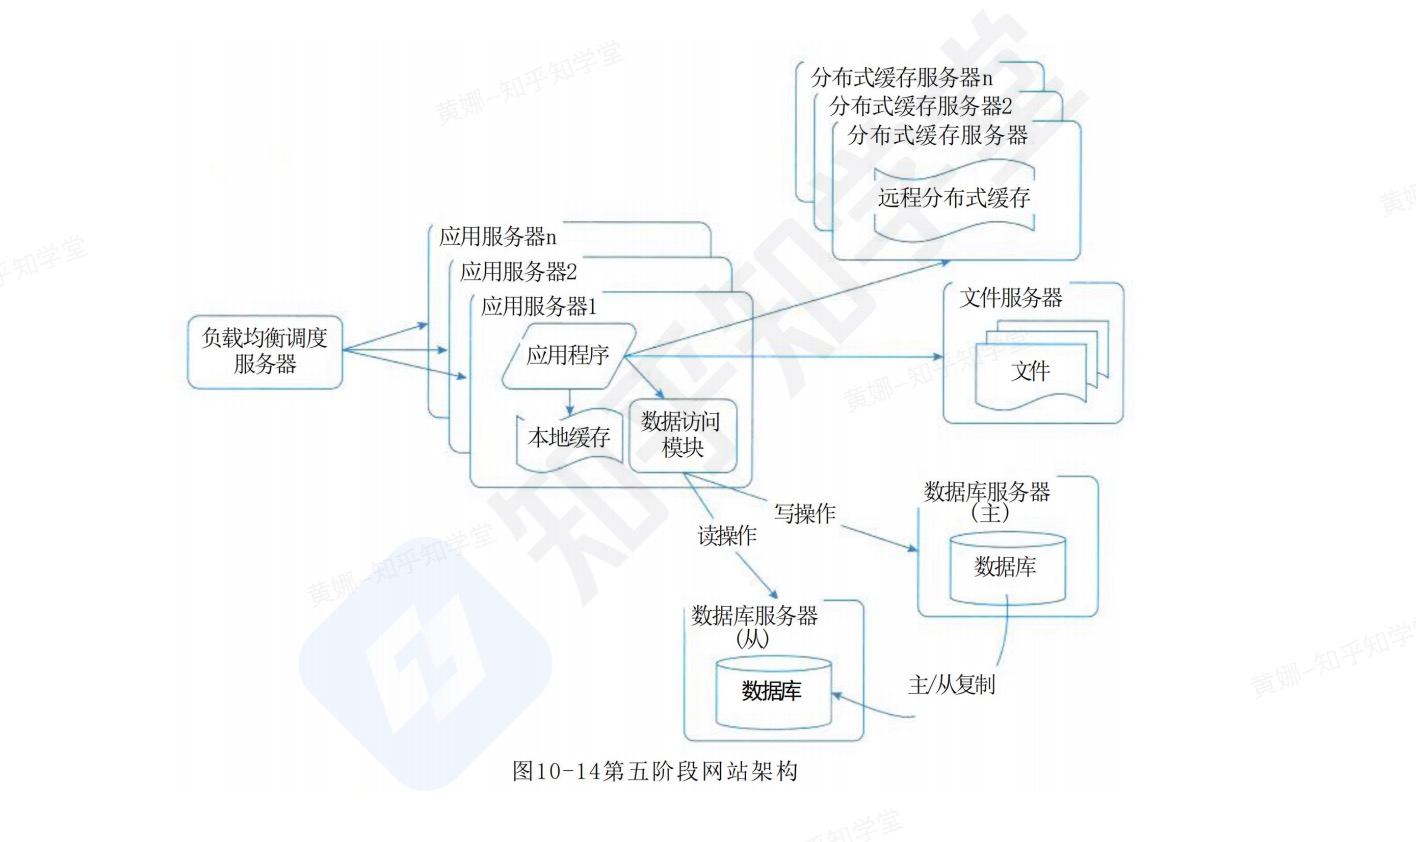 分布式缓存服务器n
分布式缓存服务器2
分布式缓存服务器
远程分布式缓存
应用服务器n
应用服务器2
应用服务器1
应用程序
本地缓存
数据访问
模块
负载均衡调度
服务器
文件服务器
文件
写操作
读操作
数据库服务器
(主)
数据库
数据库服务器
(从)
数据库
主/从复制
图10-14第五阶段网站架构
黄娜-知乎知学堂
黄娜-知乎知学堂
黄娜-知乎知学堂
黄娜-知乎知学堂
乎知学堂
黄娜
知乎知学堂
知乎知学堂